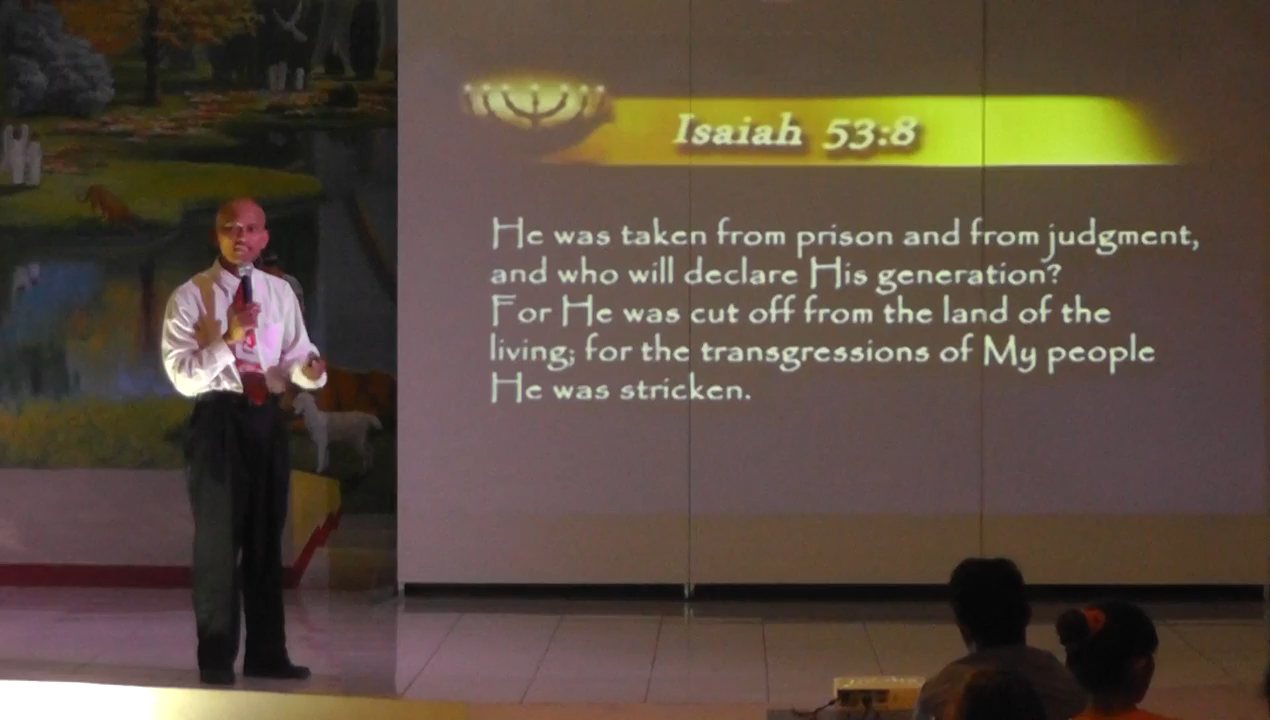 Isaiah 53:8
He was taken from prison and from judgment,
and who will declare His generation?
For He was cut off from the land of the
living; for the transgressions of My people
He was stricken.